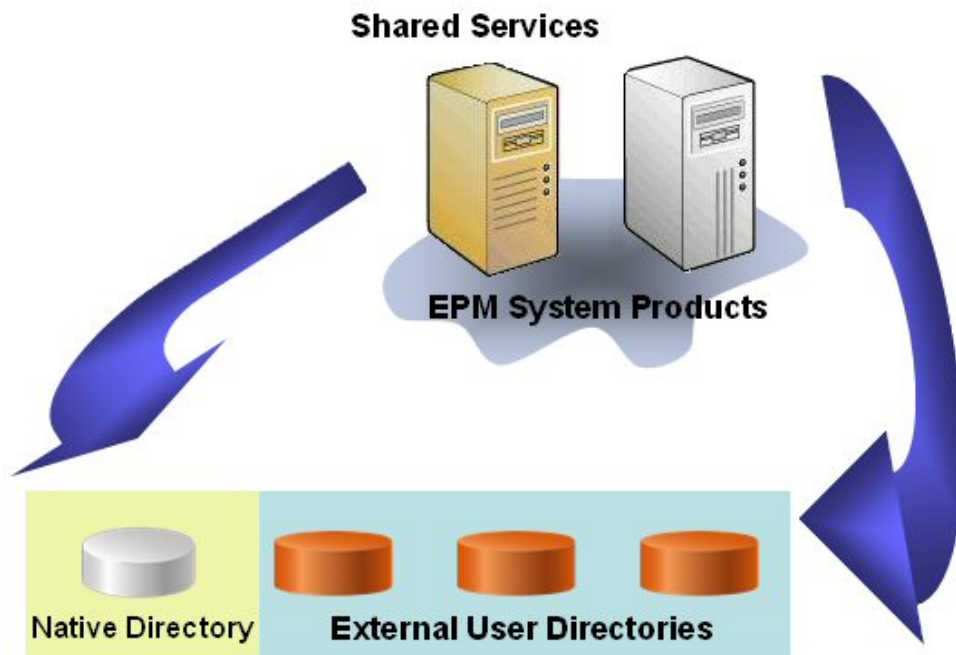 Shared Services
EPM System Products
Native Directory
External User Directories